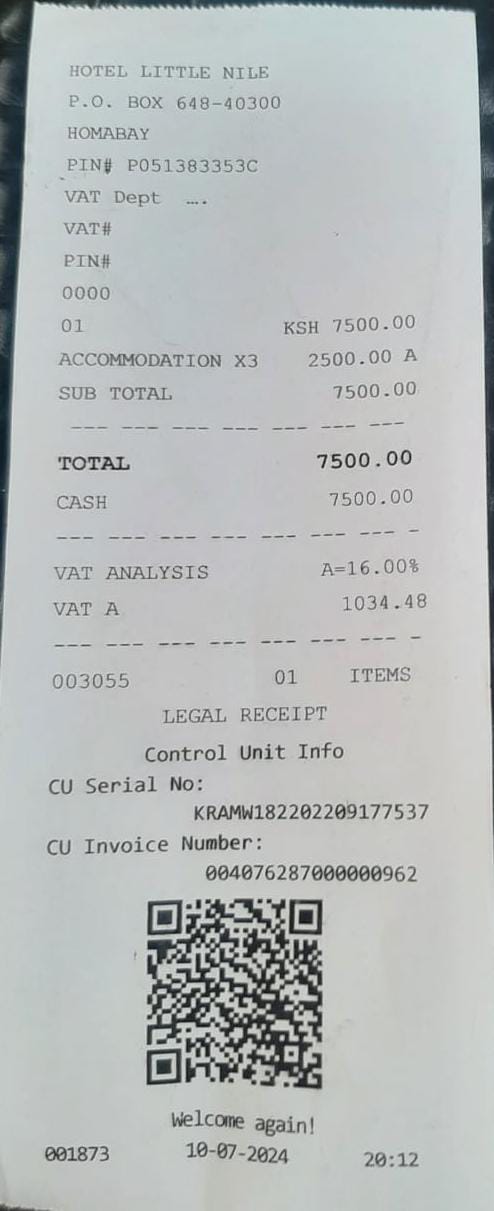 HOTEL LITTLE NILE
P.O. BOX 648-40300
HOMABAY
PIN# P051383353C
VAT Dept ....
VAT#
PIN#
0000
01 KSH 7500.00
ACCOMMODATION X3 2500.00 A
SUB TOTAL 7500.00
--- --- --- --- --- --- ---
TOTAL 7500.00
CASH 7500.00
--- --- --- --- --- --- --- -
VAT ANALYSIS A=16.00%
VAT A 1034.48
--- --- --- --- --- --- --- -
003055 01 ITEMS
LEGAL RECEIPT
Control Unit Info
CU Serial No:
KRAMW182202209177537
CU Invoice Number:
004076287000000962
Welcome again!
001873 10-07-2024 20:12